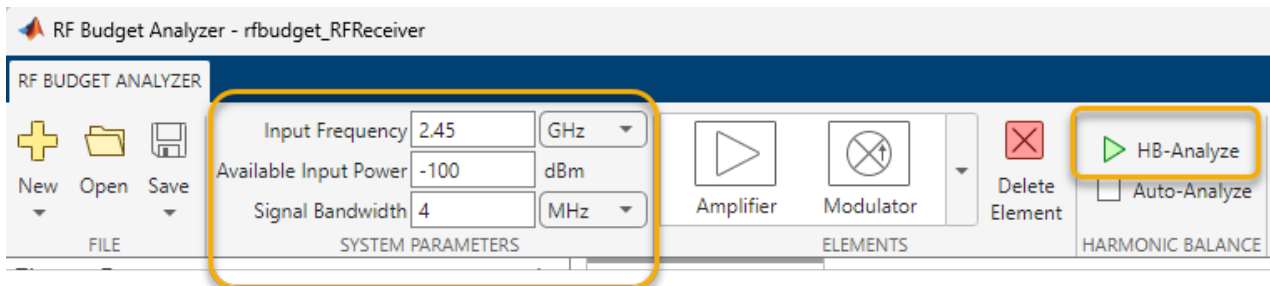 RF Budget Analyzer - rfbudget_RFReceiver
RF BUDGET ANALYZER
New
Open
Save
FILE
Input Frequency 2.45 GHz
Available Input Power -100 dBm
Signal Bandwidth 4 MHz
SYSTEM PARAMETERS
Amplifier
Modulator
Delete
Element
ELEMENTS
HB-Analyze
Auto-Analyze
HARMONIC BALANCE